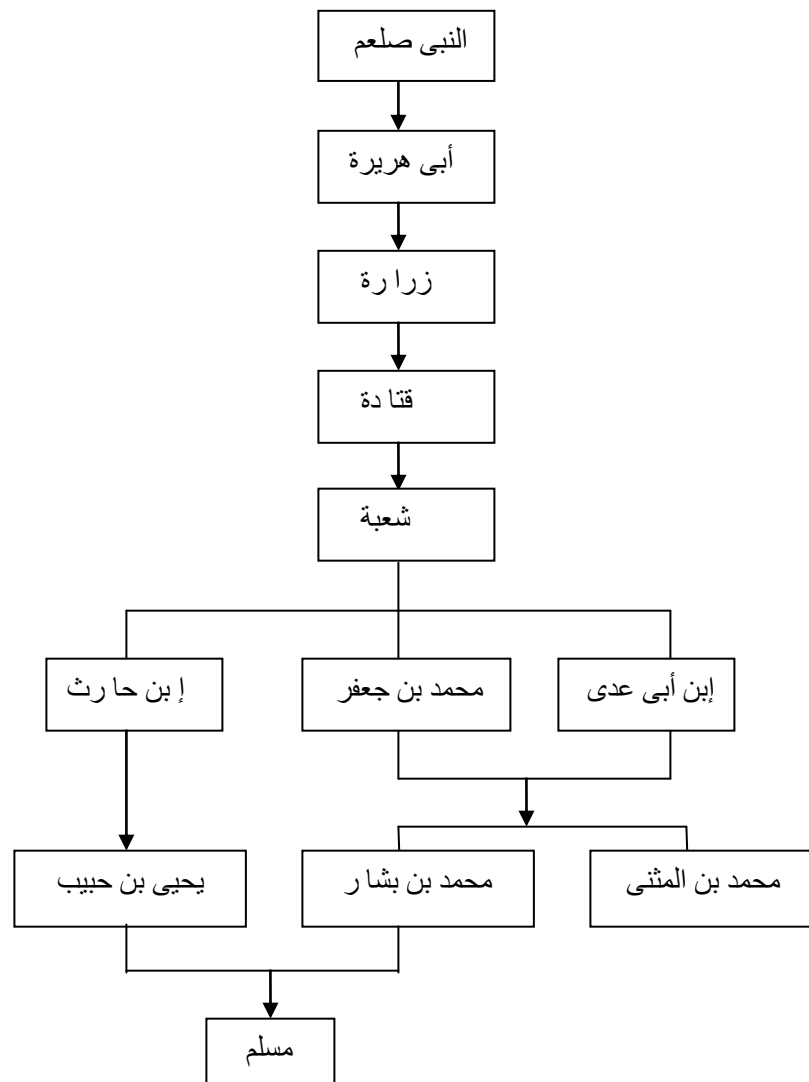 النبى صلعم
أبى هريرة
زرا رة
قتا دة
شعبة
إبن أبى عدى
محمد بن جعفر
إ بن حا رث
محمد بن المثنى
محمد بن بشا ر
يحيى بن حبيب
مسلم